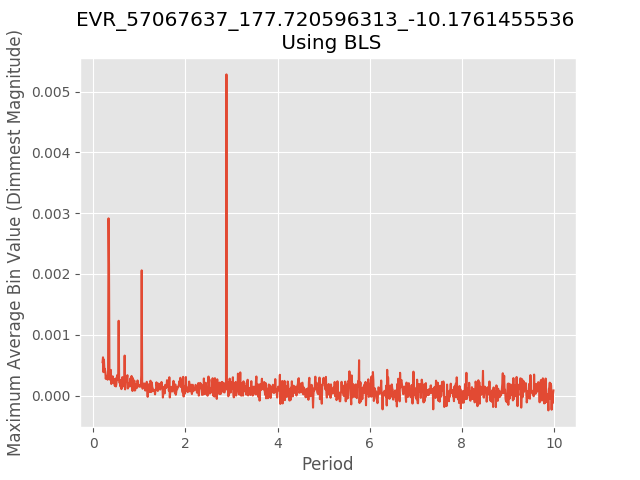 EVR_57067637_177.720596313_-10.1761455536
Using BLS
Maximum Average Bin Value (Dimmest Magnitude)
0.005
0.004
0.003
0.002
0.001
0.000
0 2 4 6 8 10
Period